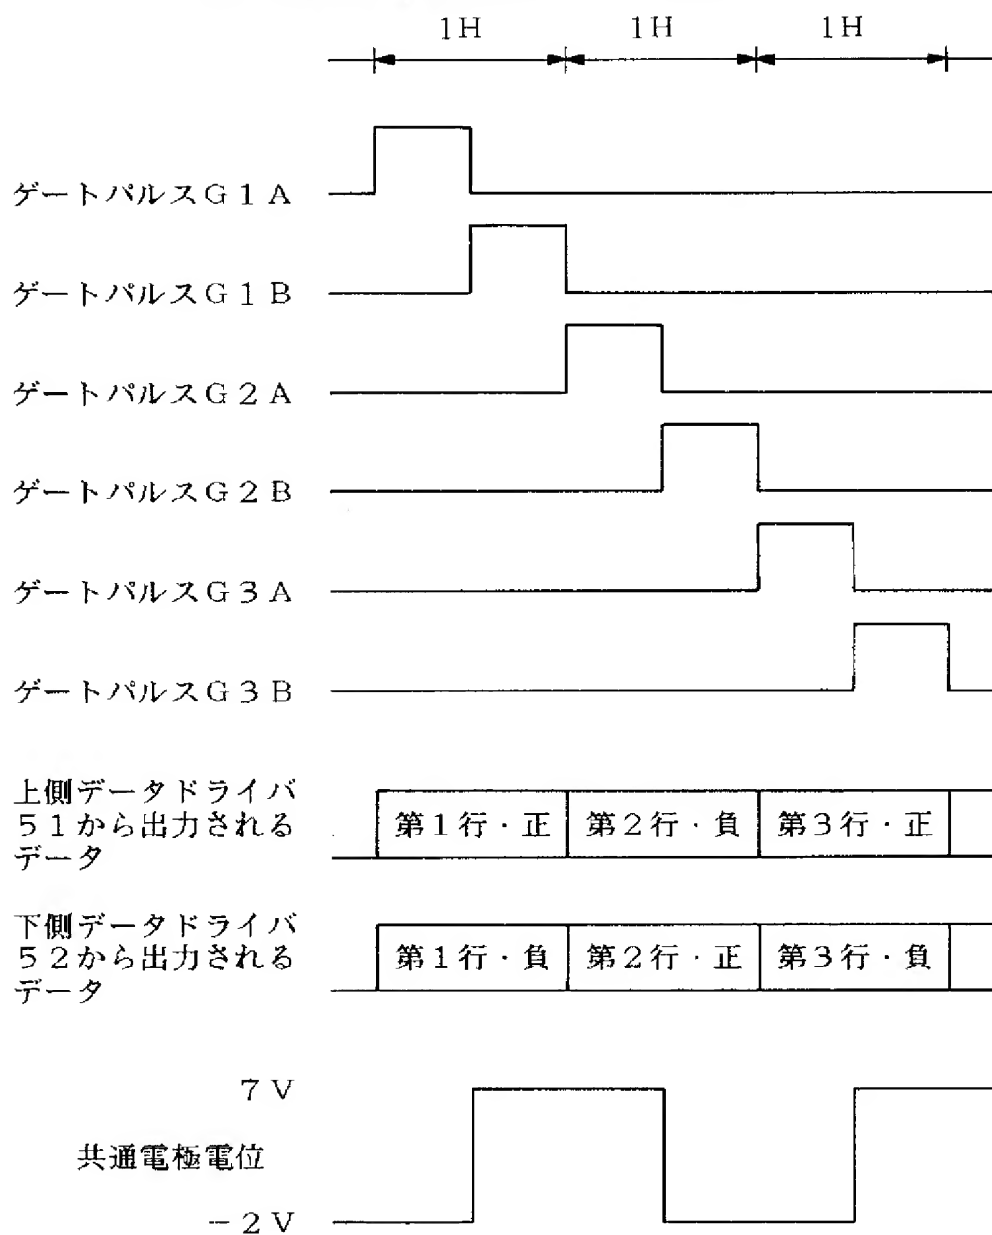 1H 1H 1H
ゲートパルスG1A
ゲートパルスG1B
ゲートパルスG2A
ゲートパルスG2B
ゲートパルスG3A
ゲートパルスG3B
上側データドライバ
51から出力される
データ
第1行・正 第2行・負 第3行・正
下側データドライバ
52から出力される
データ
第1行・負 第2行・正 第3行・負
7V
共通電極電位
-2V